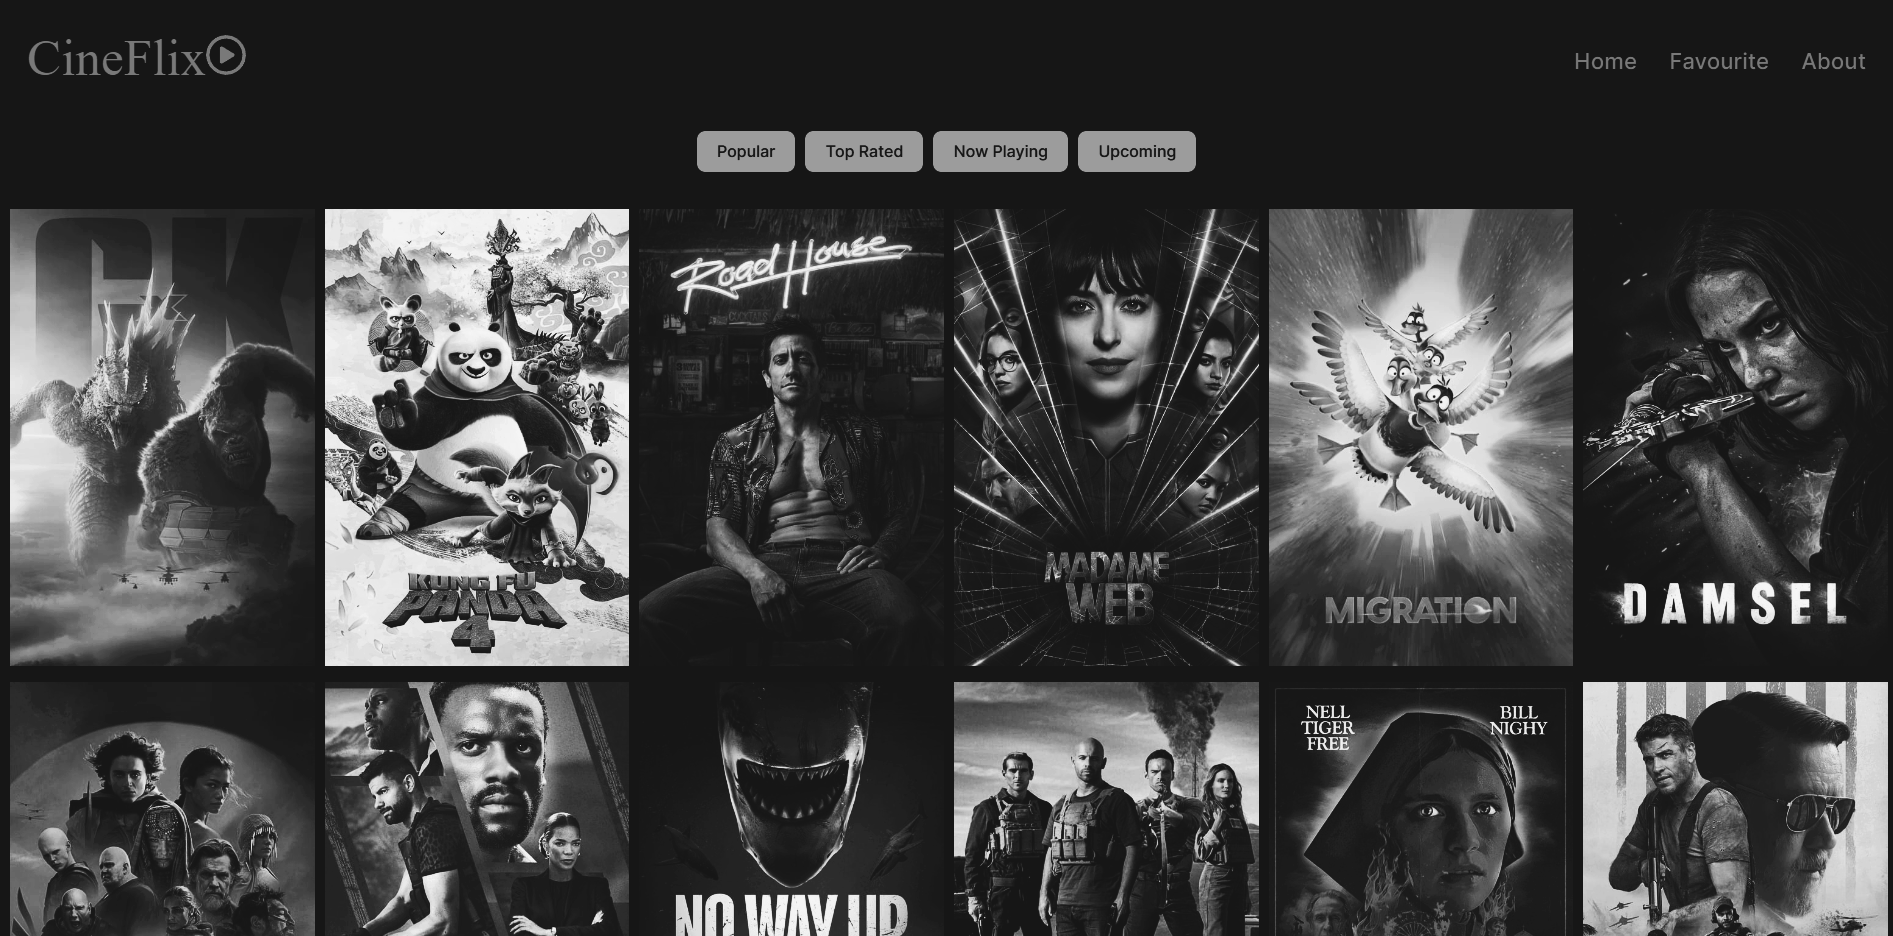 CineFlix
Home Favourite About
Popular Top Rated Now Playing Upcoming
GK
KUNG FU
PANDA
4
Road House
MADAME
WEB
MIGRATION
DAMSEL
NO WAY UP
NELL
TIGER
FREE
BILL
NIGHY